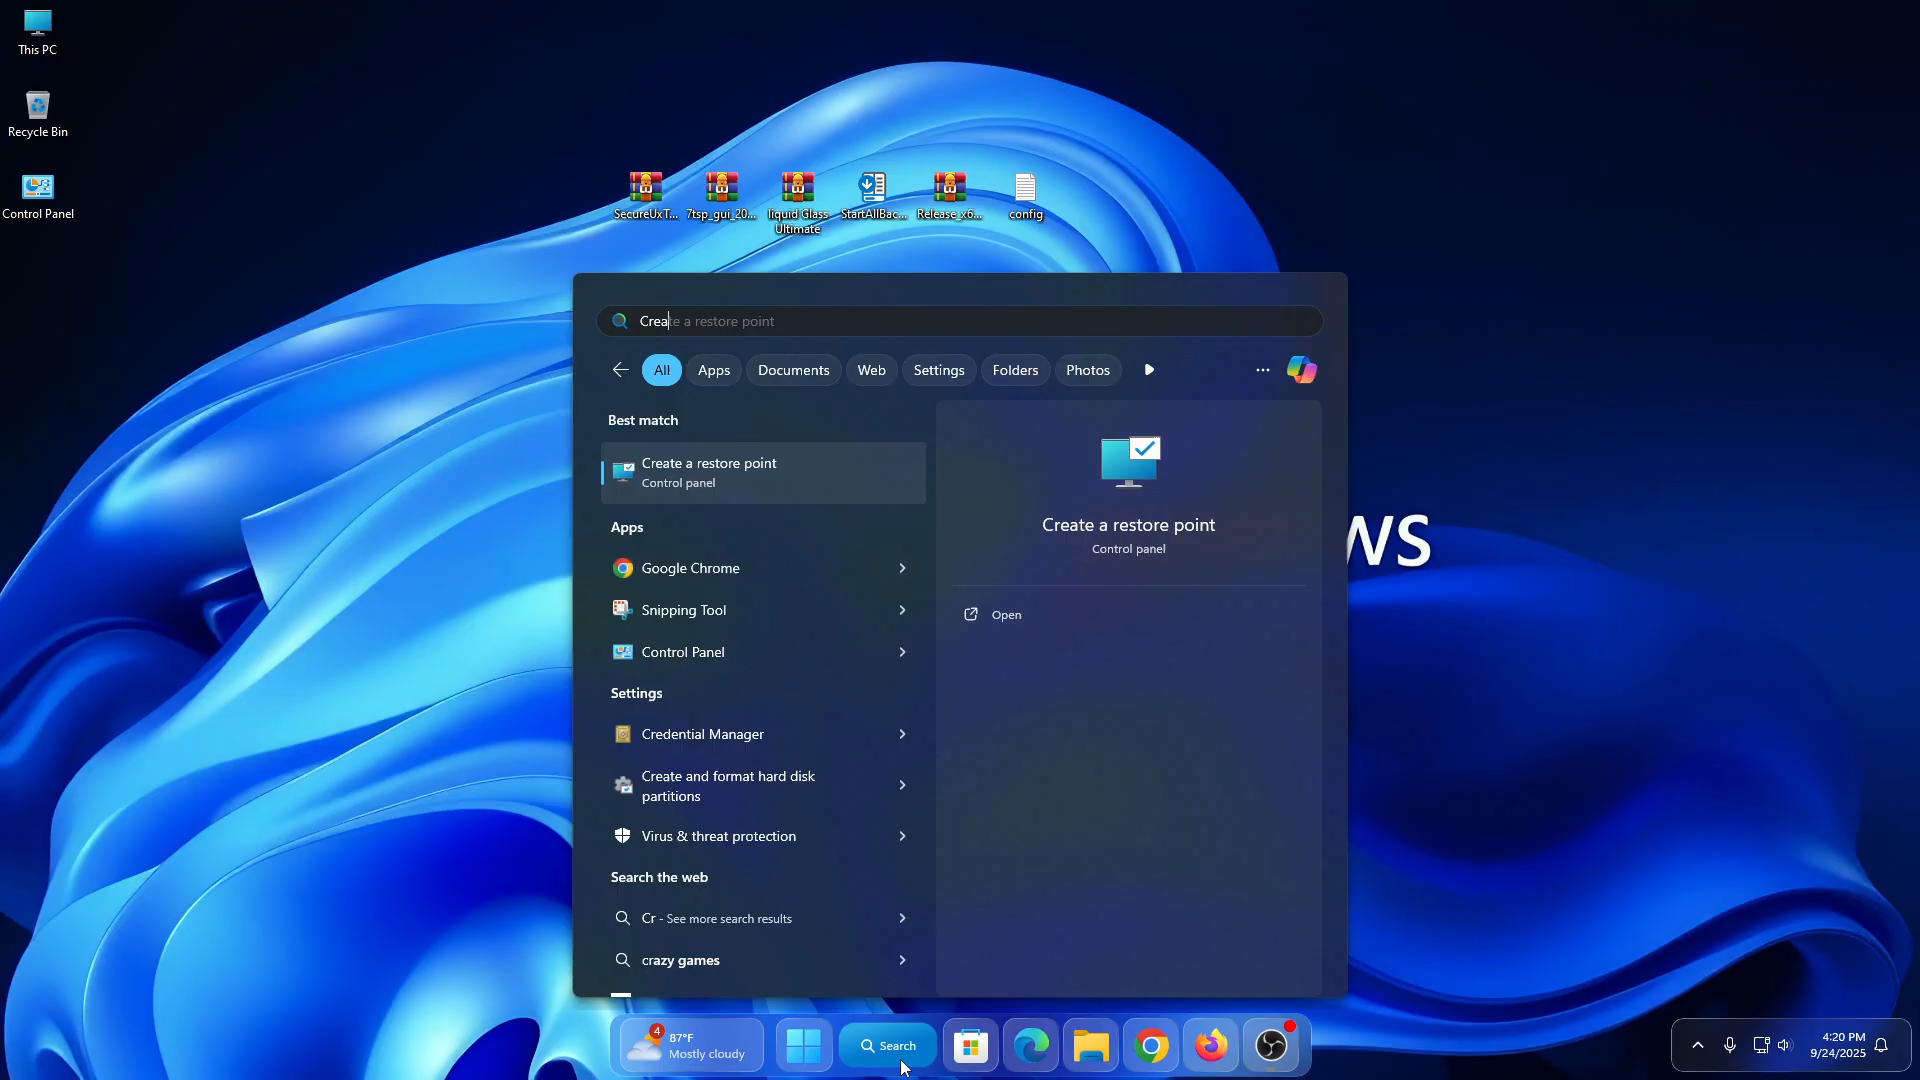 This PC
Recycle Bin
Control Panel
SecureUxT...
7tsp_gui_20...
liquid Glass
Ultimate
StartAllBac...
Release_x6...
config
Create a restore point
All
Apps
Documents
Web
Settings
Folders
Photos
Best match
Create a restore point
Control panel
Apps
Google Chrome
Snipping Tool
Control Panel
Settings
Credential Manager
Create and format hard disk
partitions
Virus & threat protection
Search the web
Cr - See more search results
crazy games
Create a restore point
Control panel
Open
WS
4
87°F
Mostly cloudy
Search
4:20 PM
9/24/2025